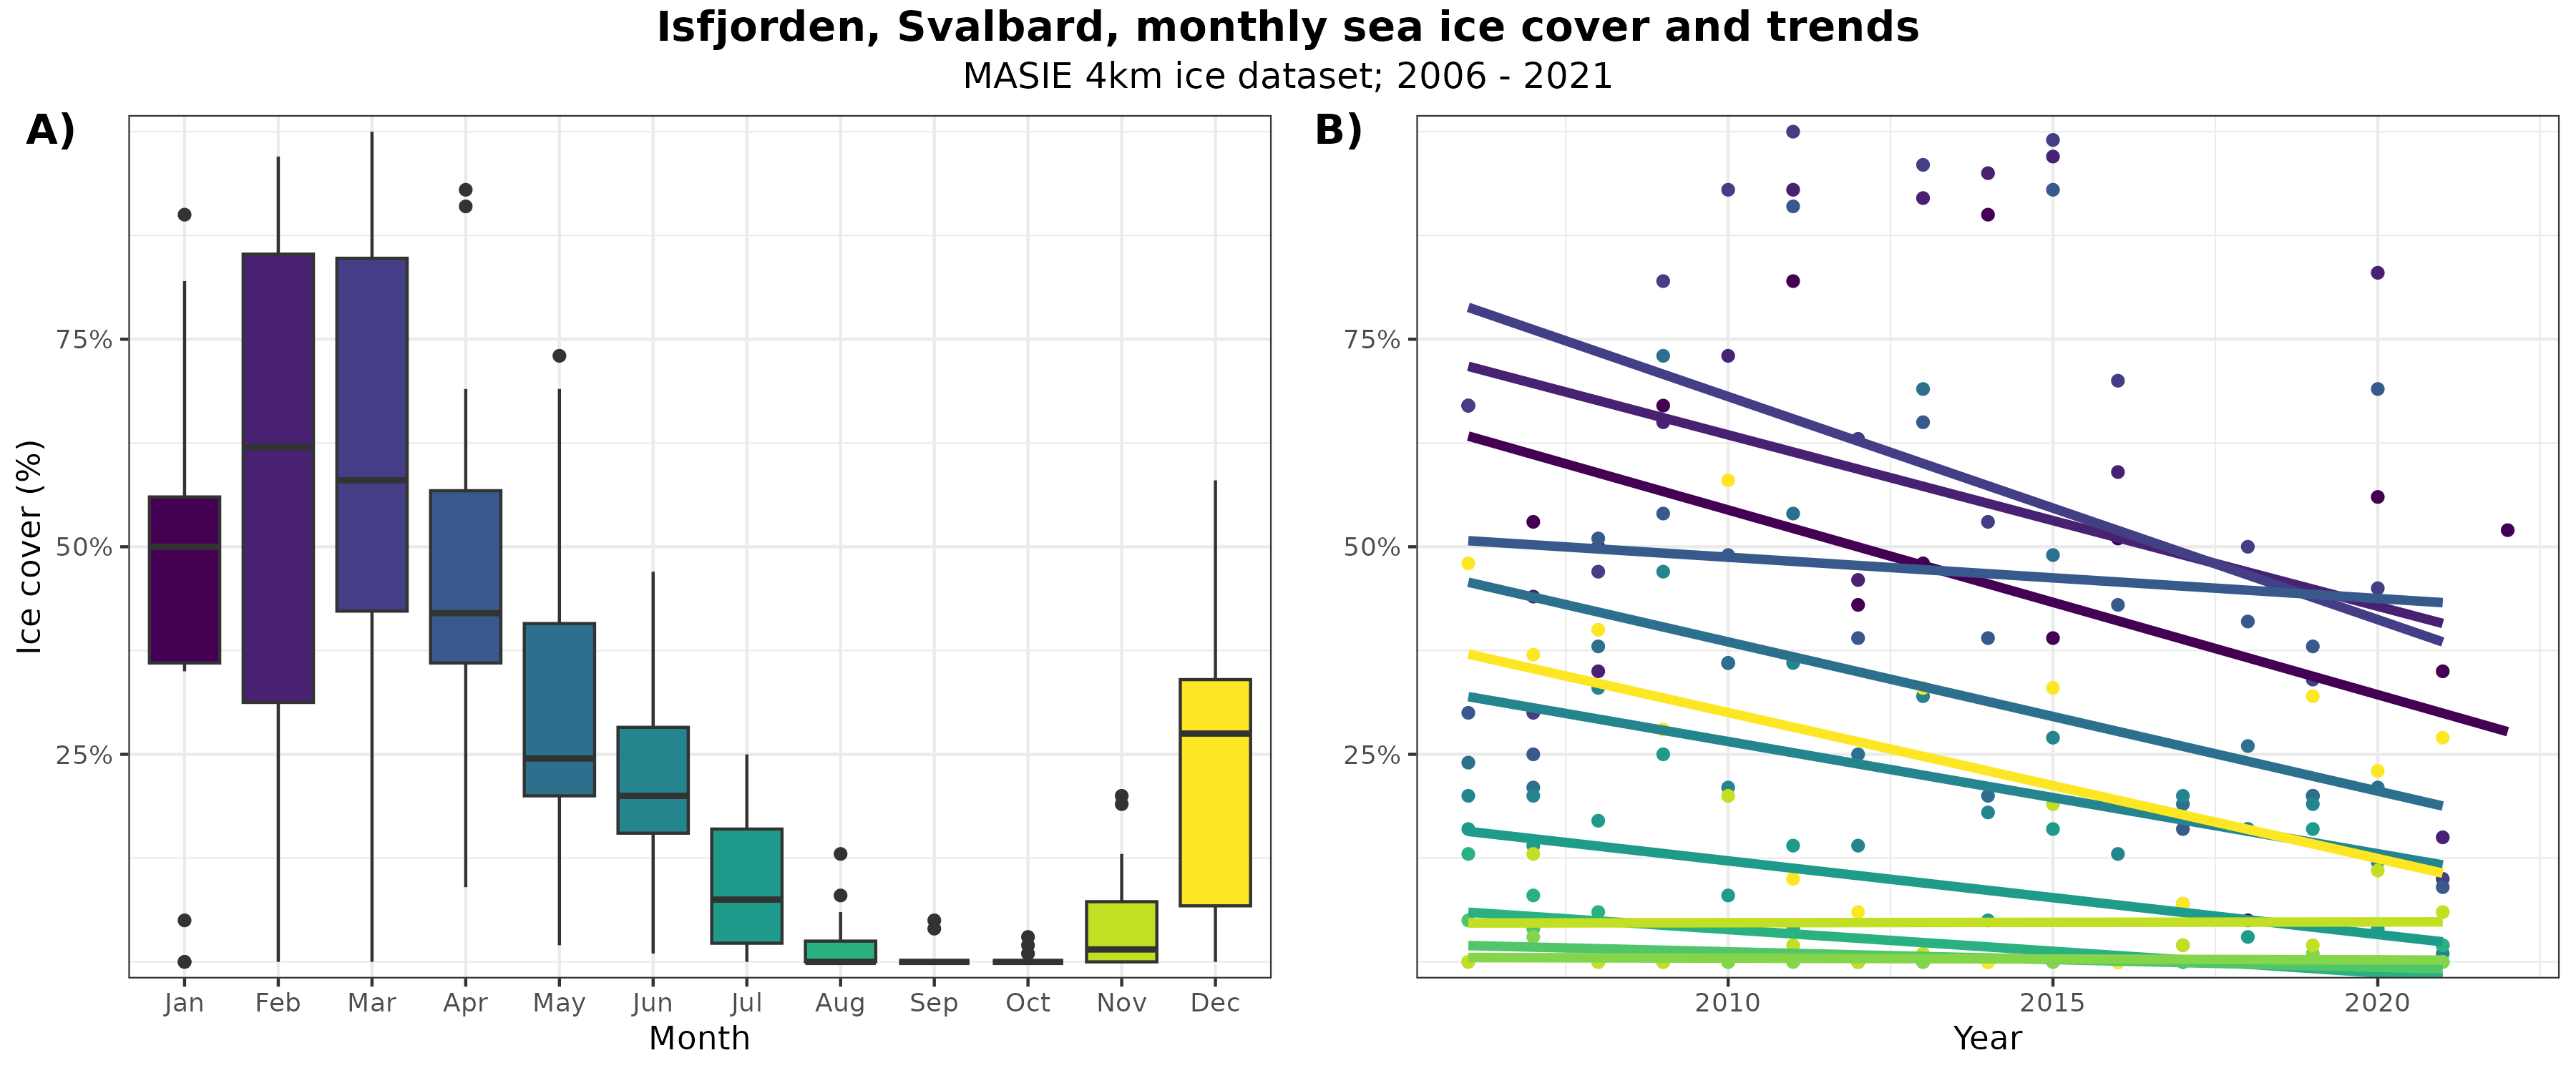 Isfjorden, Svalbard, monthly sea ice cover and trends
MASIE 4km ice dataset; 2006 - 2021
A)
Ice cover (%)
75%
50%
25%
Jan Feb Mar Apr May Jun Jul Aug Sep Oct Nov Dec
Month
B)
75%
50%
25%
2010 2015 2020
Year